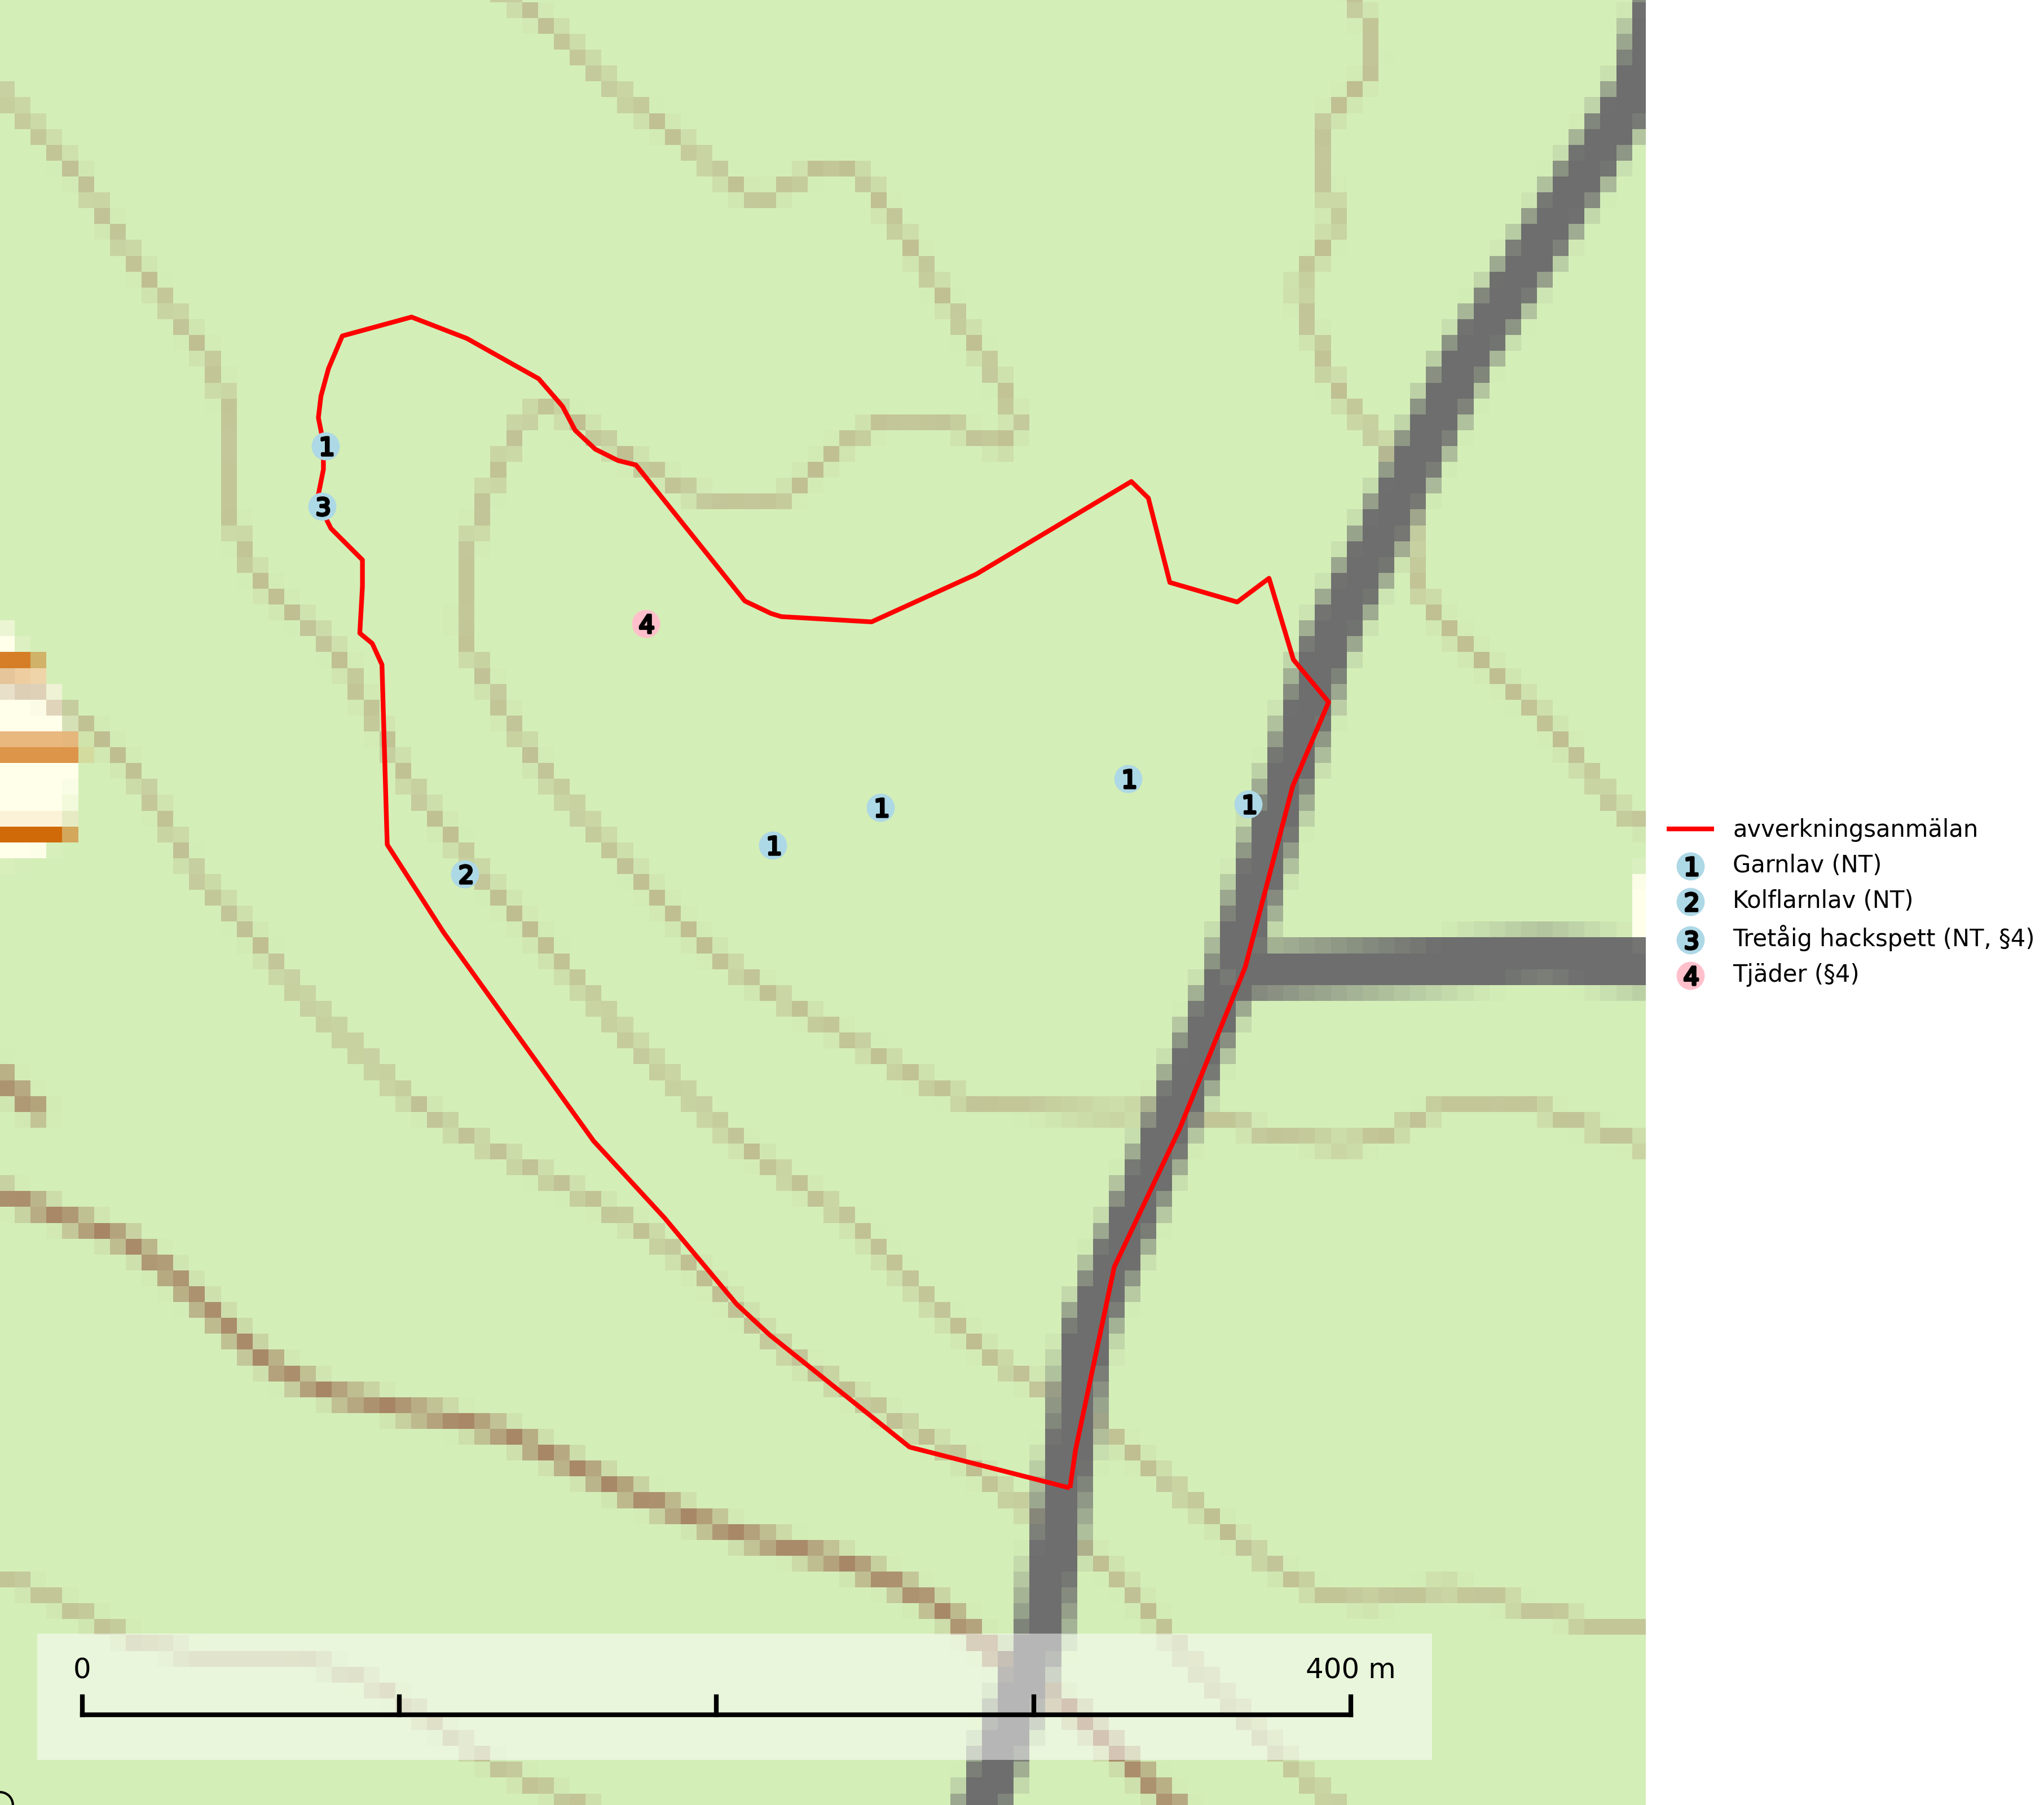 1
3
4
1
1
1
1
2
avverkningsanmälan
1 Garnlav (NT)
2 Kolflarnlav (NT)
3 Tretåig hackspett (NT, §4)
4 Tjäder (§4)
0 400 m